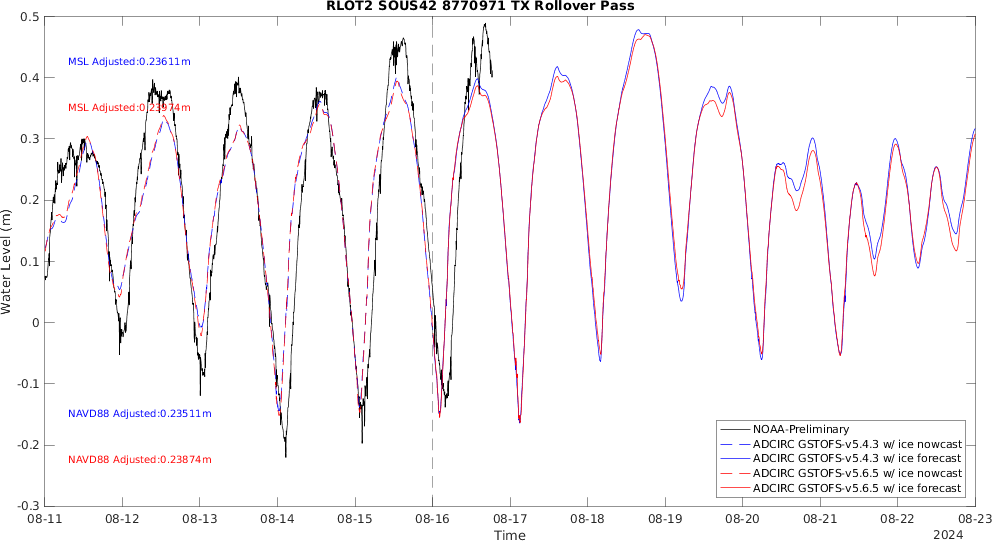 RLOT2 SOUS42 8770971 TX Rollover Pass
0.5
0.4
0.3
0.2
0.1
0
-0.1
-0.2
-0.3
Water Level (m)
MSL Adjusted:0.23611m
MSL Adjusted:0.23974m
NAVD88 Adjusted:0.23511m
NAVD88 Adjusted:0.23874m
NOAA-Preliminary
ADCIRC GSTOFS-v5.4.3 w/ ice nowcast
ADCIRC GSTOFS-v5.4.3 w/ ice forecast
ADCIRC GSTOFS-v5.6.5 w/ ice nowcast
ADCIRC GSTOFS-v5.6.5 w/ ice forecast
08-11 08-12 08-13 08-14 08-15 08-16 08-17 08-18 08-19 08-20 08-21 08-22 08-23
Time
2024